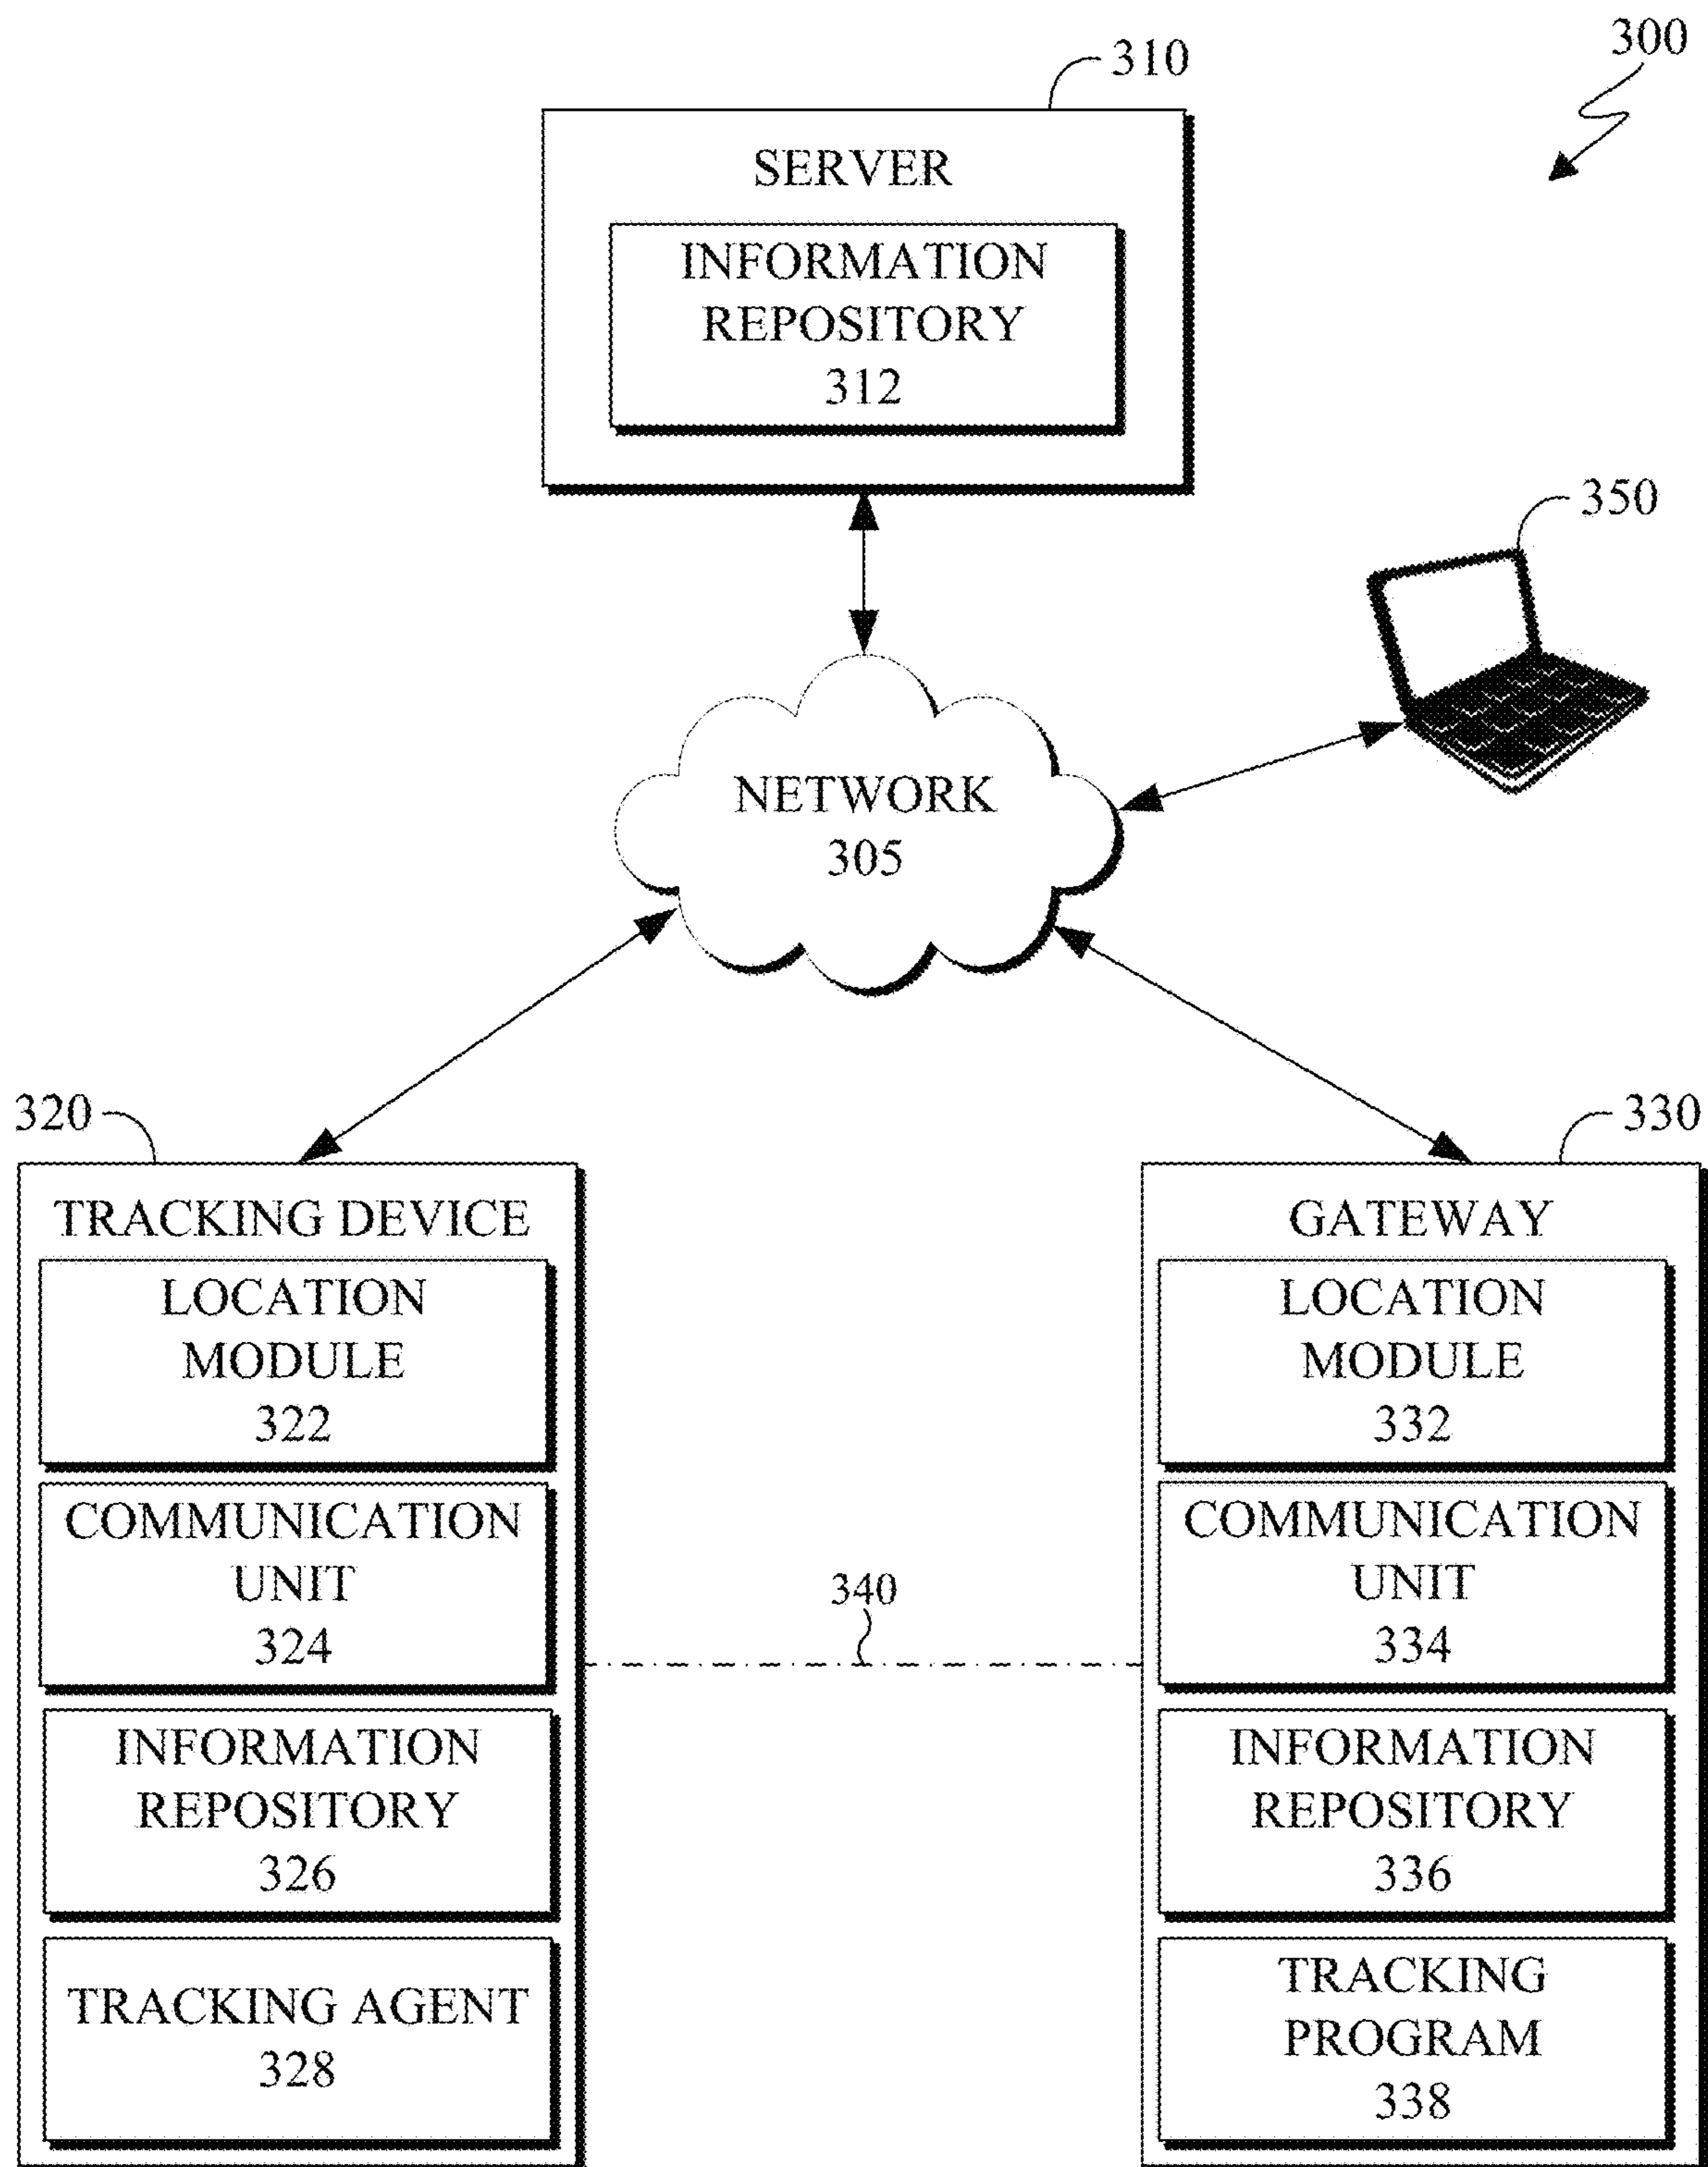 300
310
SERVER
INFORMATION
REPOSITORY
312
350
NETWORK
305
320
330
TRACKING DEVICE
LOCATION
MODULE
322
COMMUNICATION
UNIT
324
INFORMATION
REPOSITORY
326
TRACKING AGENT
328
340
GATEWAY
LOCATION
MODULE
332
COMMUNICATION
UNIT
334
INFORMATION
REPOSITORY
336
TRACKING
PROGRAM
338